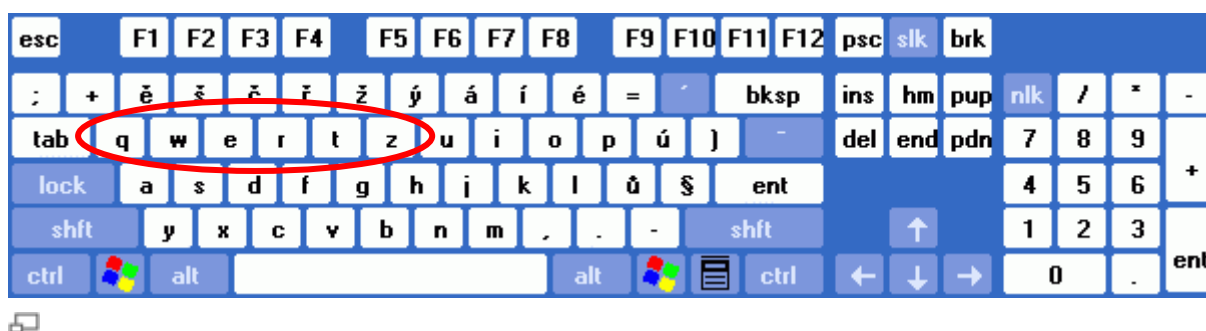 esc F1 F2 F3 F4 F5 F6 F7 F8 F9 F10 F11 F12 psc slk brk
; + ě š č ř ž ý á í é = ´ bksp ins hm pup nlk / * -
tab q w e r t z u i o p ú ) ¨ del end pdn 7 8 9 +
lock a s d f g h j k l ů § ent 4 5 6
shft y x c v b n m , . - shft ↑ 1 2 3 ent
ctrl alt alt ctrl ← ↓ → 0 .